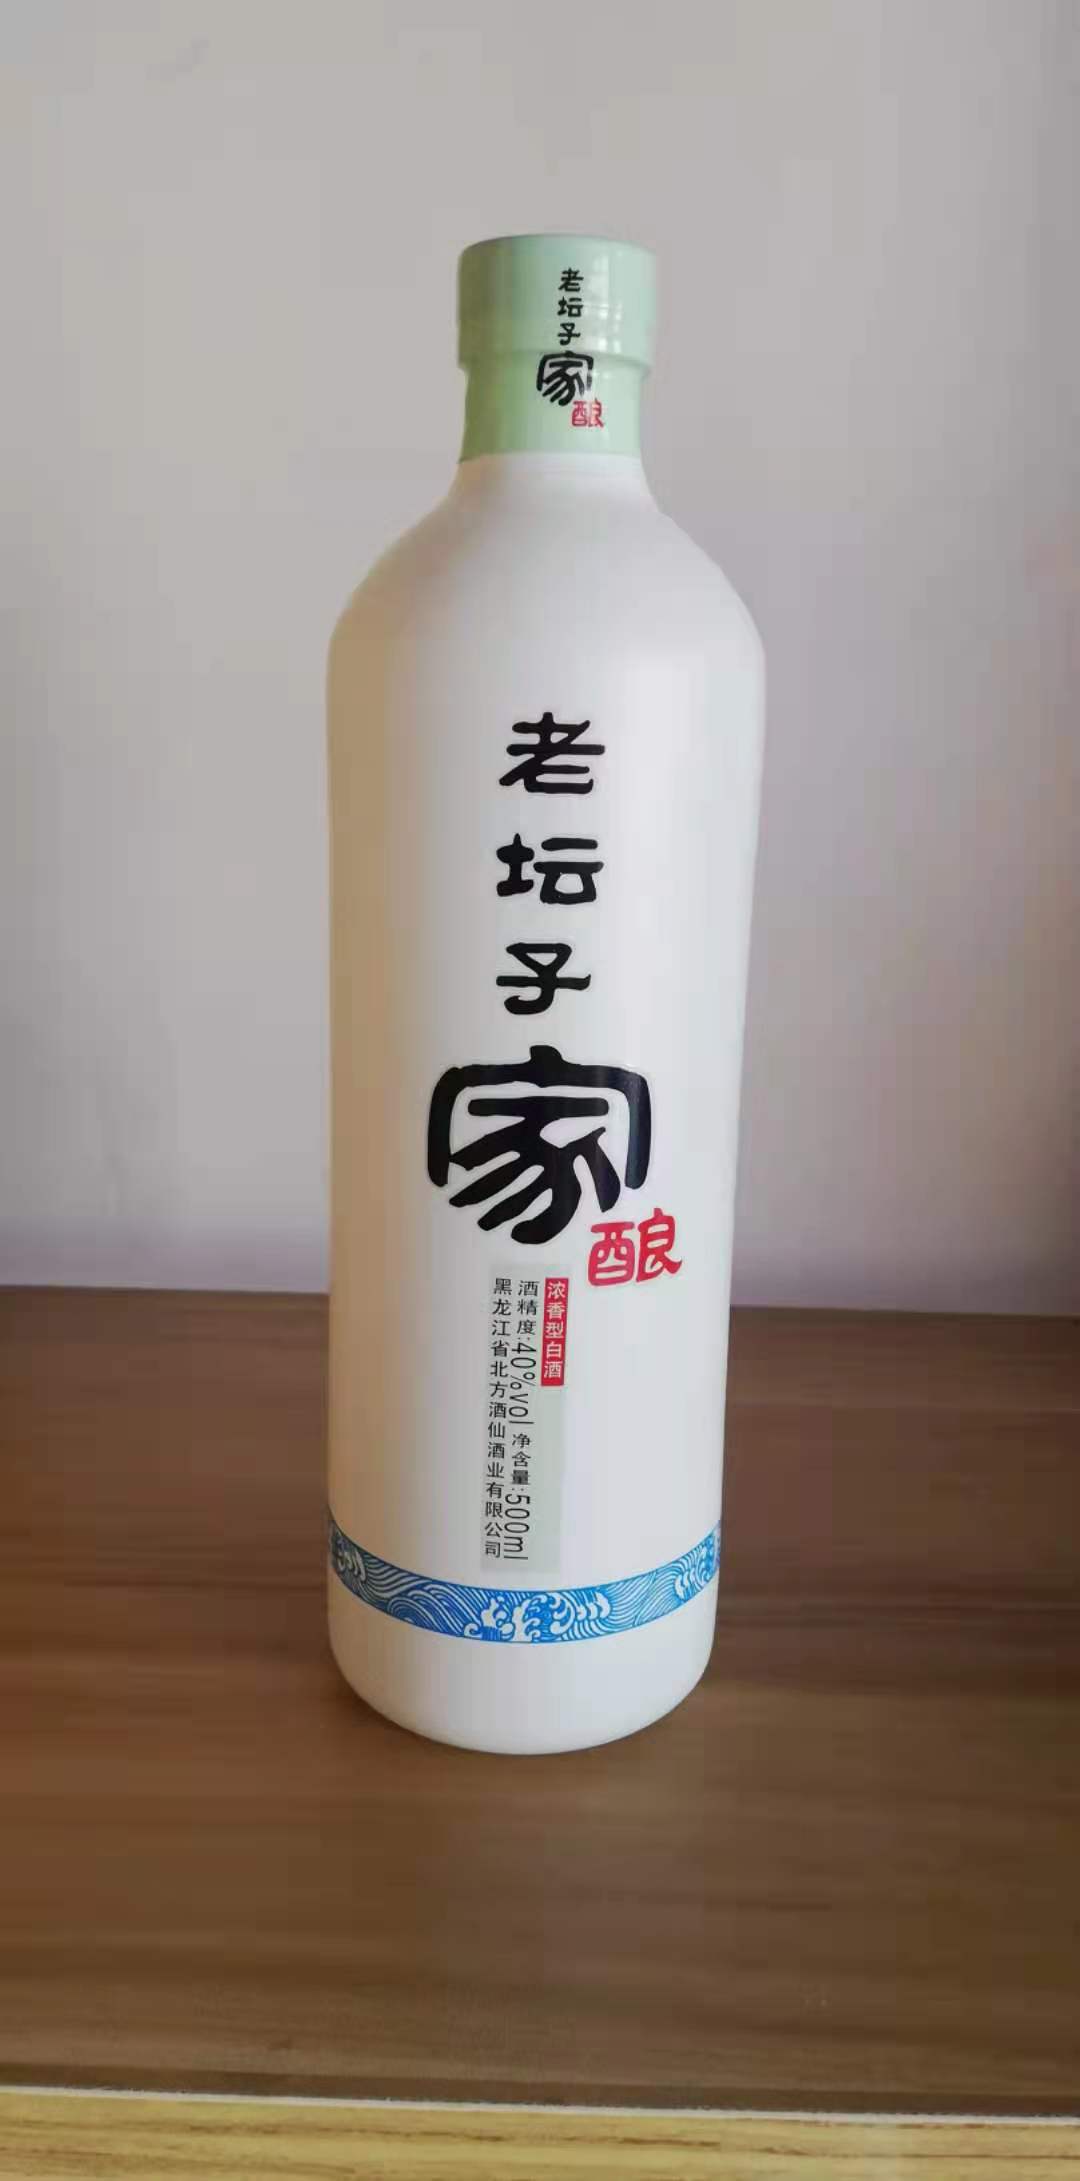 老坛子
家
酿
老坛子
家
酿
浓香型白酒
酒精度:40%vol 净含量:500ml
黑龙江省北方酒仙酒业有限公司